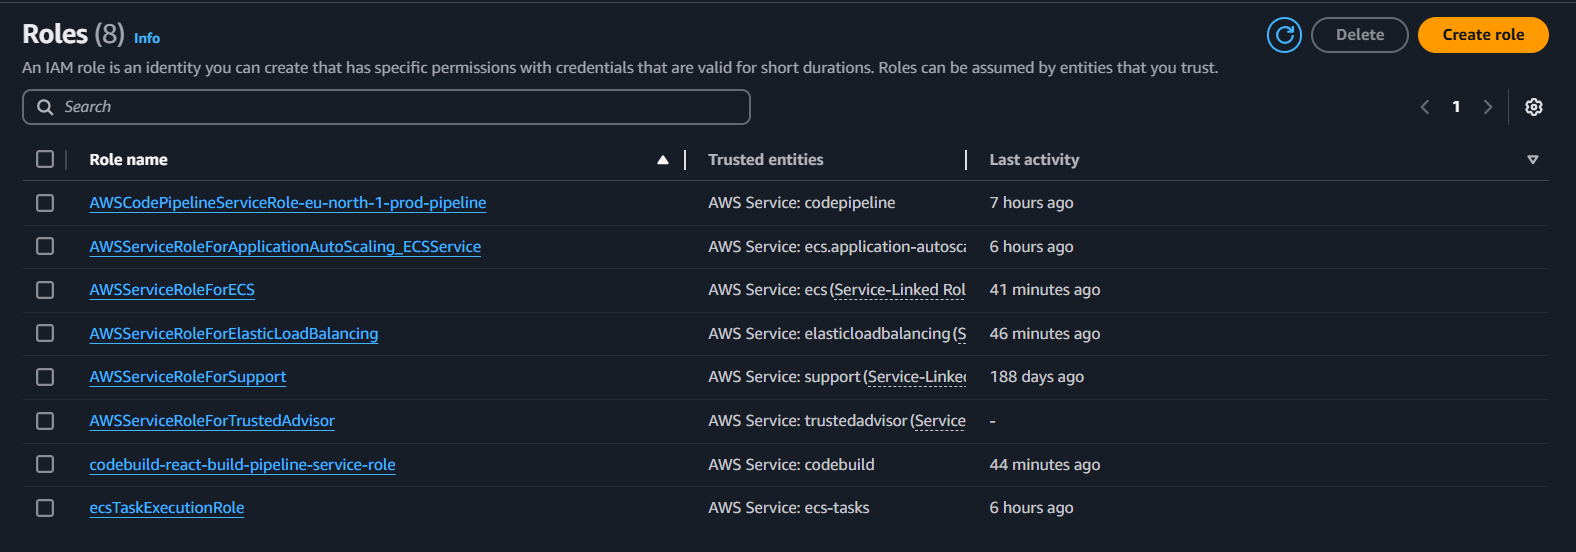 Roles (8) Info
Delete
Create role
An IAM role is an identity you can create that has specific permissions with credentials that are valid for short durations. Roles can be assumed by entities that you trust.
Search
1
Role name Trusted entities Last activity
AWSCodePipelineServiceRole-eu-north-1-prod-pipeline AWS Service: codepipeline 7 hours ago
AWSServiceRoleForApplicationAutoScaling_ECSService AWS Service: ecs.application-autosca 6 hours ago
AWSServiceRoleForECS AWS Service: ecs (Service-Linked Rol 41 minutes ago
AWSServiceRoleForElasticLoadBalancing AWS Service: elasticloadbalancing (S 46 minutes ago
AWSServiceRoleForSupport AWS Service: support (Service-Linked 188 days ago
AWSServiceRoleForTrustedAdvisor AWS Service: trustedadvisor (Service -
codebuild-react-build-pipeline-service-role AWS Service: codebuild 44 minutes ago
ecsTaskExecutionRole AWS Service: ecs-tasks 6 hours ago